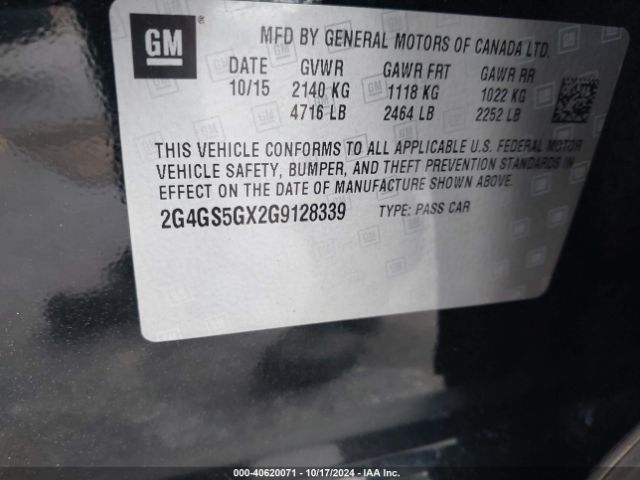 GM
MFD BY GENERAL MOTORS OF CANADA LTD.
DATE GVWR GAWR FRT GAWR RR
10/15 2140 KG 1118 KG 1022 KG
4716 LB 2464 LB 2252 LB
THIS VEHICLE CONFORMS TO ALL APPLICABLE U.S. FEDERAL MOTOR
VEHICLE SAFETY, BUMPER, AND THEFT PREVENTION STANDARDS IN
EFFECT ON THE DATE OF MANUFACTURE SHOWN ABOVE.
2G4GS5GX2G9128339 TYPE: PASS CAR
000-40620071 - 10/17/2024 - IAA Inc.